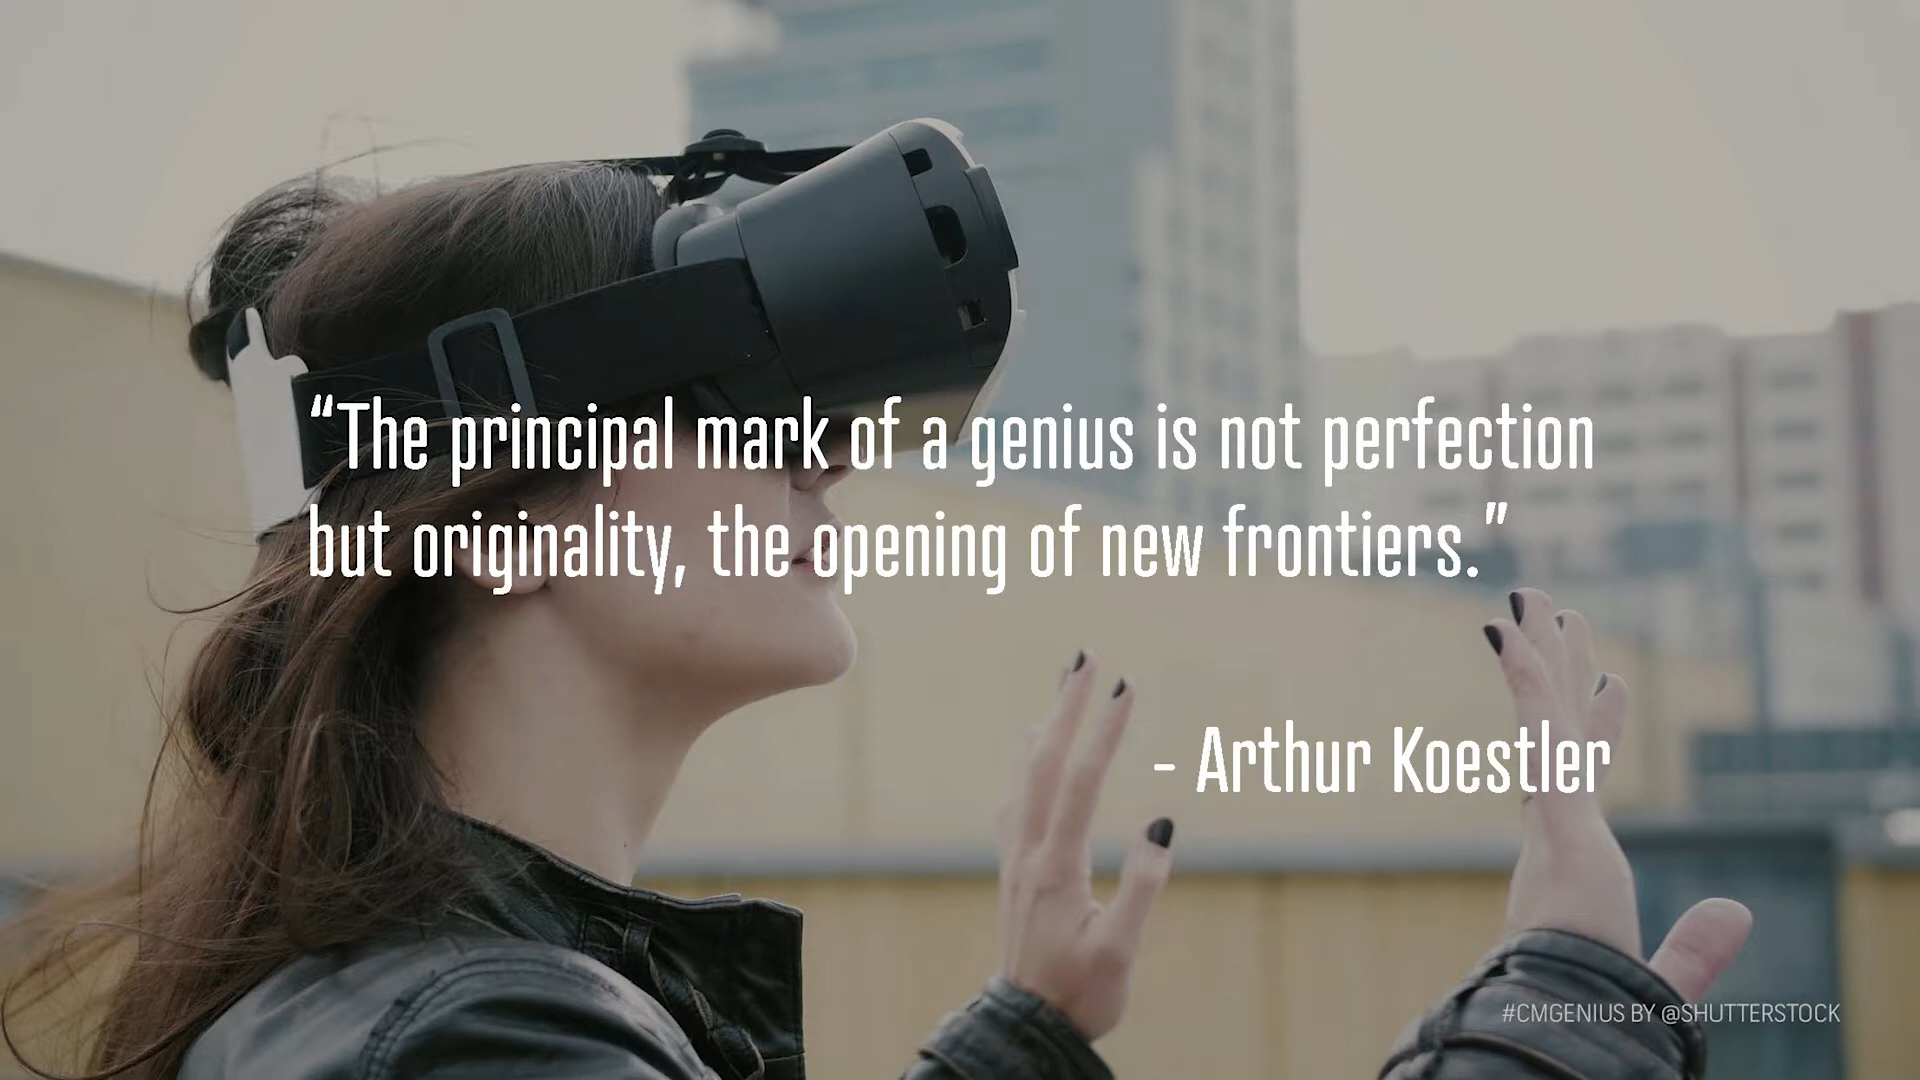 “The principal mark of a genius is not perfection
but originality, the opening of new frontiers.”
- Arthur Koestler
#CMGENIUS BY @SHUTTERSTOCK